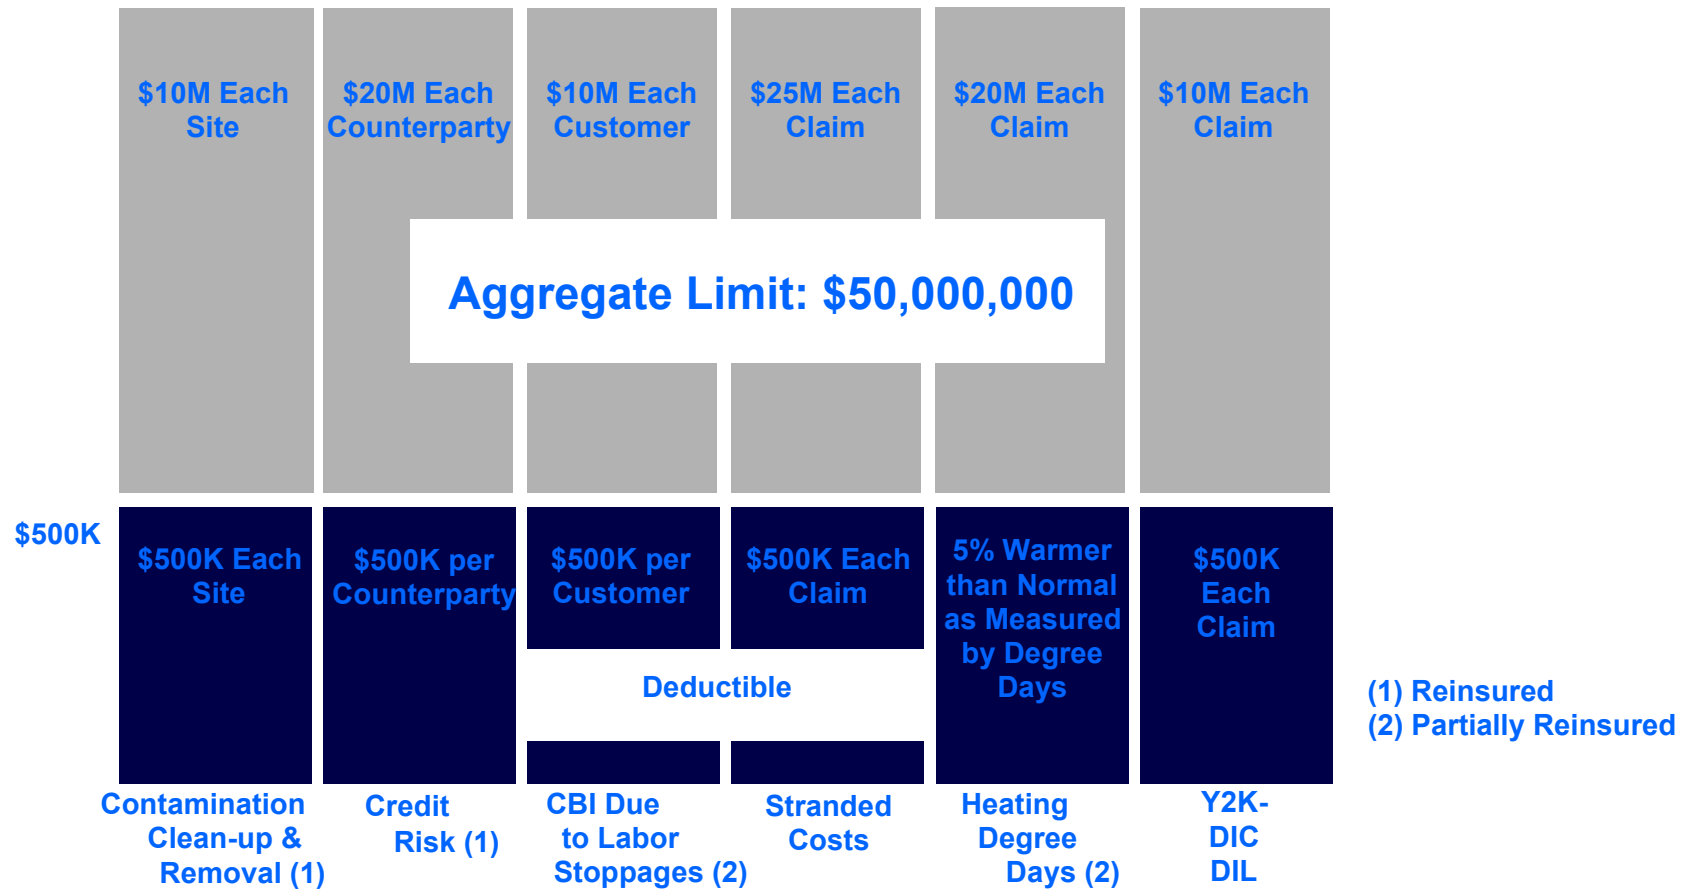 $10M Each
Site
$20M Each
Counterparty
$10M Each
Customer
$25M Each
Claim
$20M Each
Claim
$10M Each
Claim
Aggregate Limit: $50,000,000
$500K
$500K Each
Site
$500K per
Counterparty
$500K per
Customer
$500K Each
Claim
5% Warmer
than Normal
as Measured
by Degree
Days
$500K
Each
Claim
Deductible
(1) Reinsured
(2) Partially Reinsured
Contamination
Clean-up &
Removal (1)
Credit
Risk (1)
CBI Due
to Labor
Stoppages (2)
Stranded
Costs
Heating
Degree
Days (2)
Y2K-
DIC
DIL